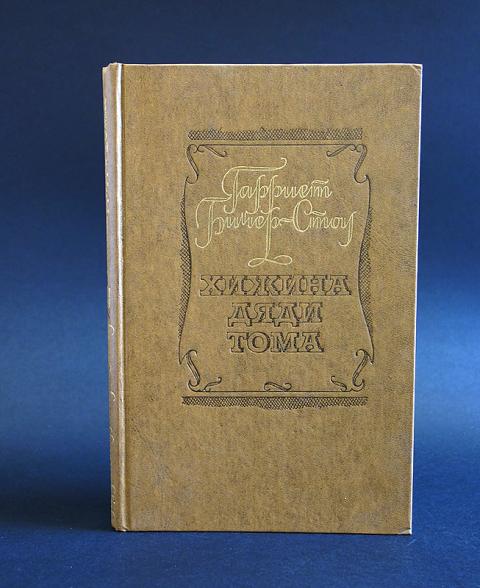 Гарриет
Бичер-Стоу
ХИЖИНА
ДЯДИ
ТОМА